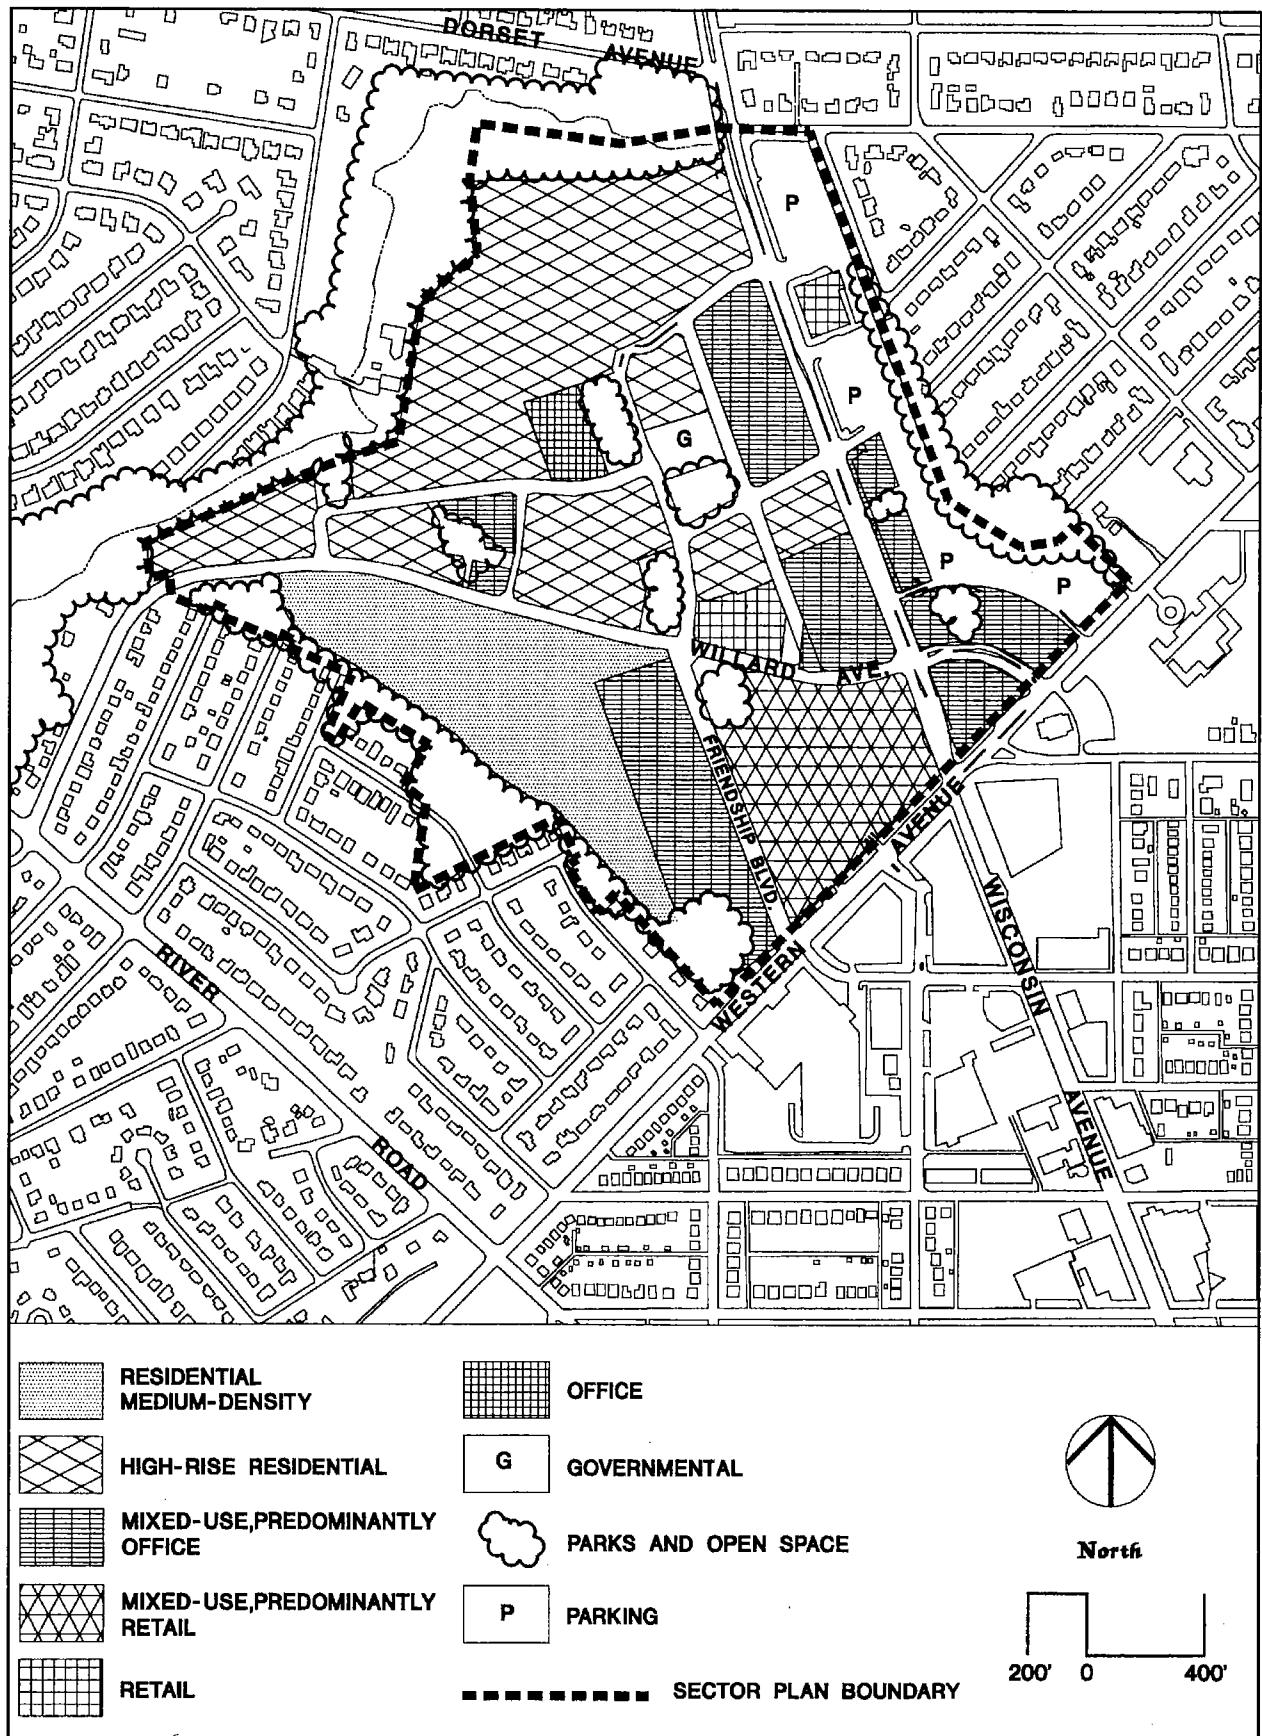 DORSET AVENUE
P
P
G
P
P
WILLARD AVE.
FRIENDSHIP BLVD.
WESTERN AVENUE
WISCONSIN AVENUE
RIVER ROAD
RESIDENTIAL
MEDIUM-DENSITY
HIGH-RISE RESIDENTIAL
MIXED-USE,PREDOMINANTLY
OFFICE
MIXED-USE,PREDOMINANTLY
RETAIL
RETAIL
OFFICE
G
GOVERNMENTAL
PARKS AND OPEN SPACE
P
PARKING
SECTOR PLAN BOUNDARY
North
200' 0 400'